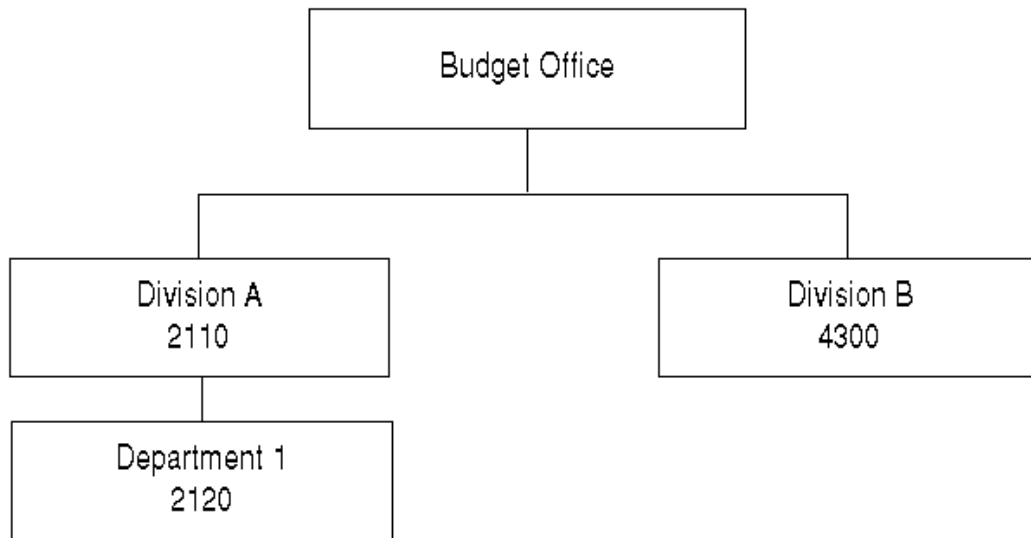 Budget Office
Division A
2110
Division B
4300
Department 1
2120